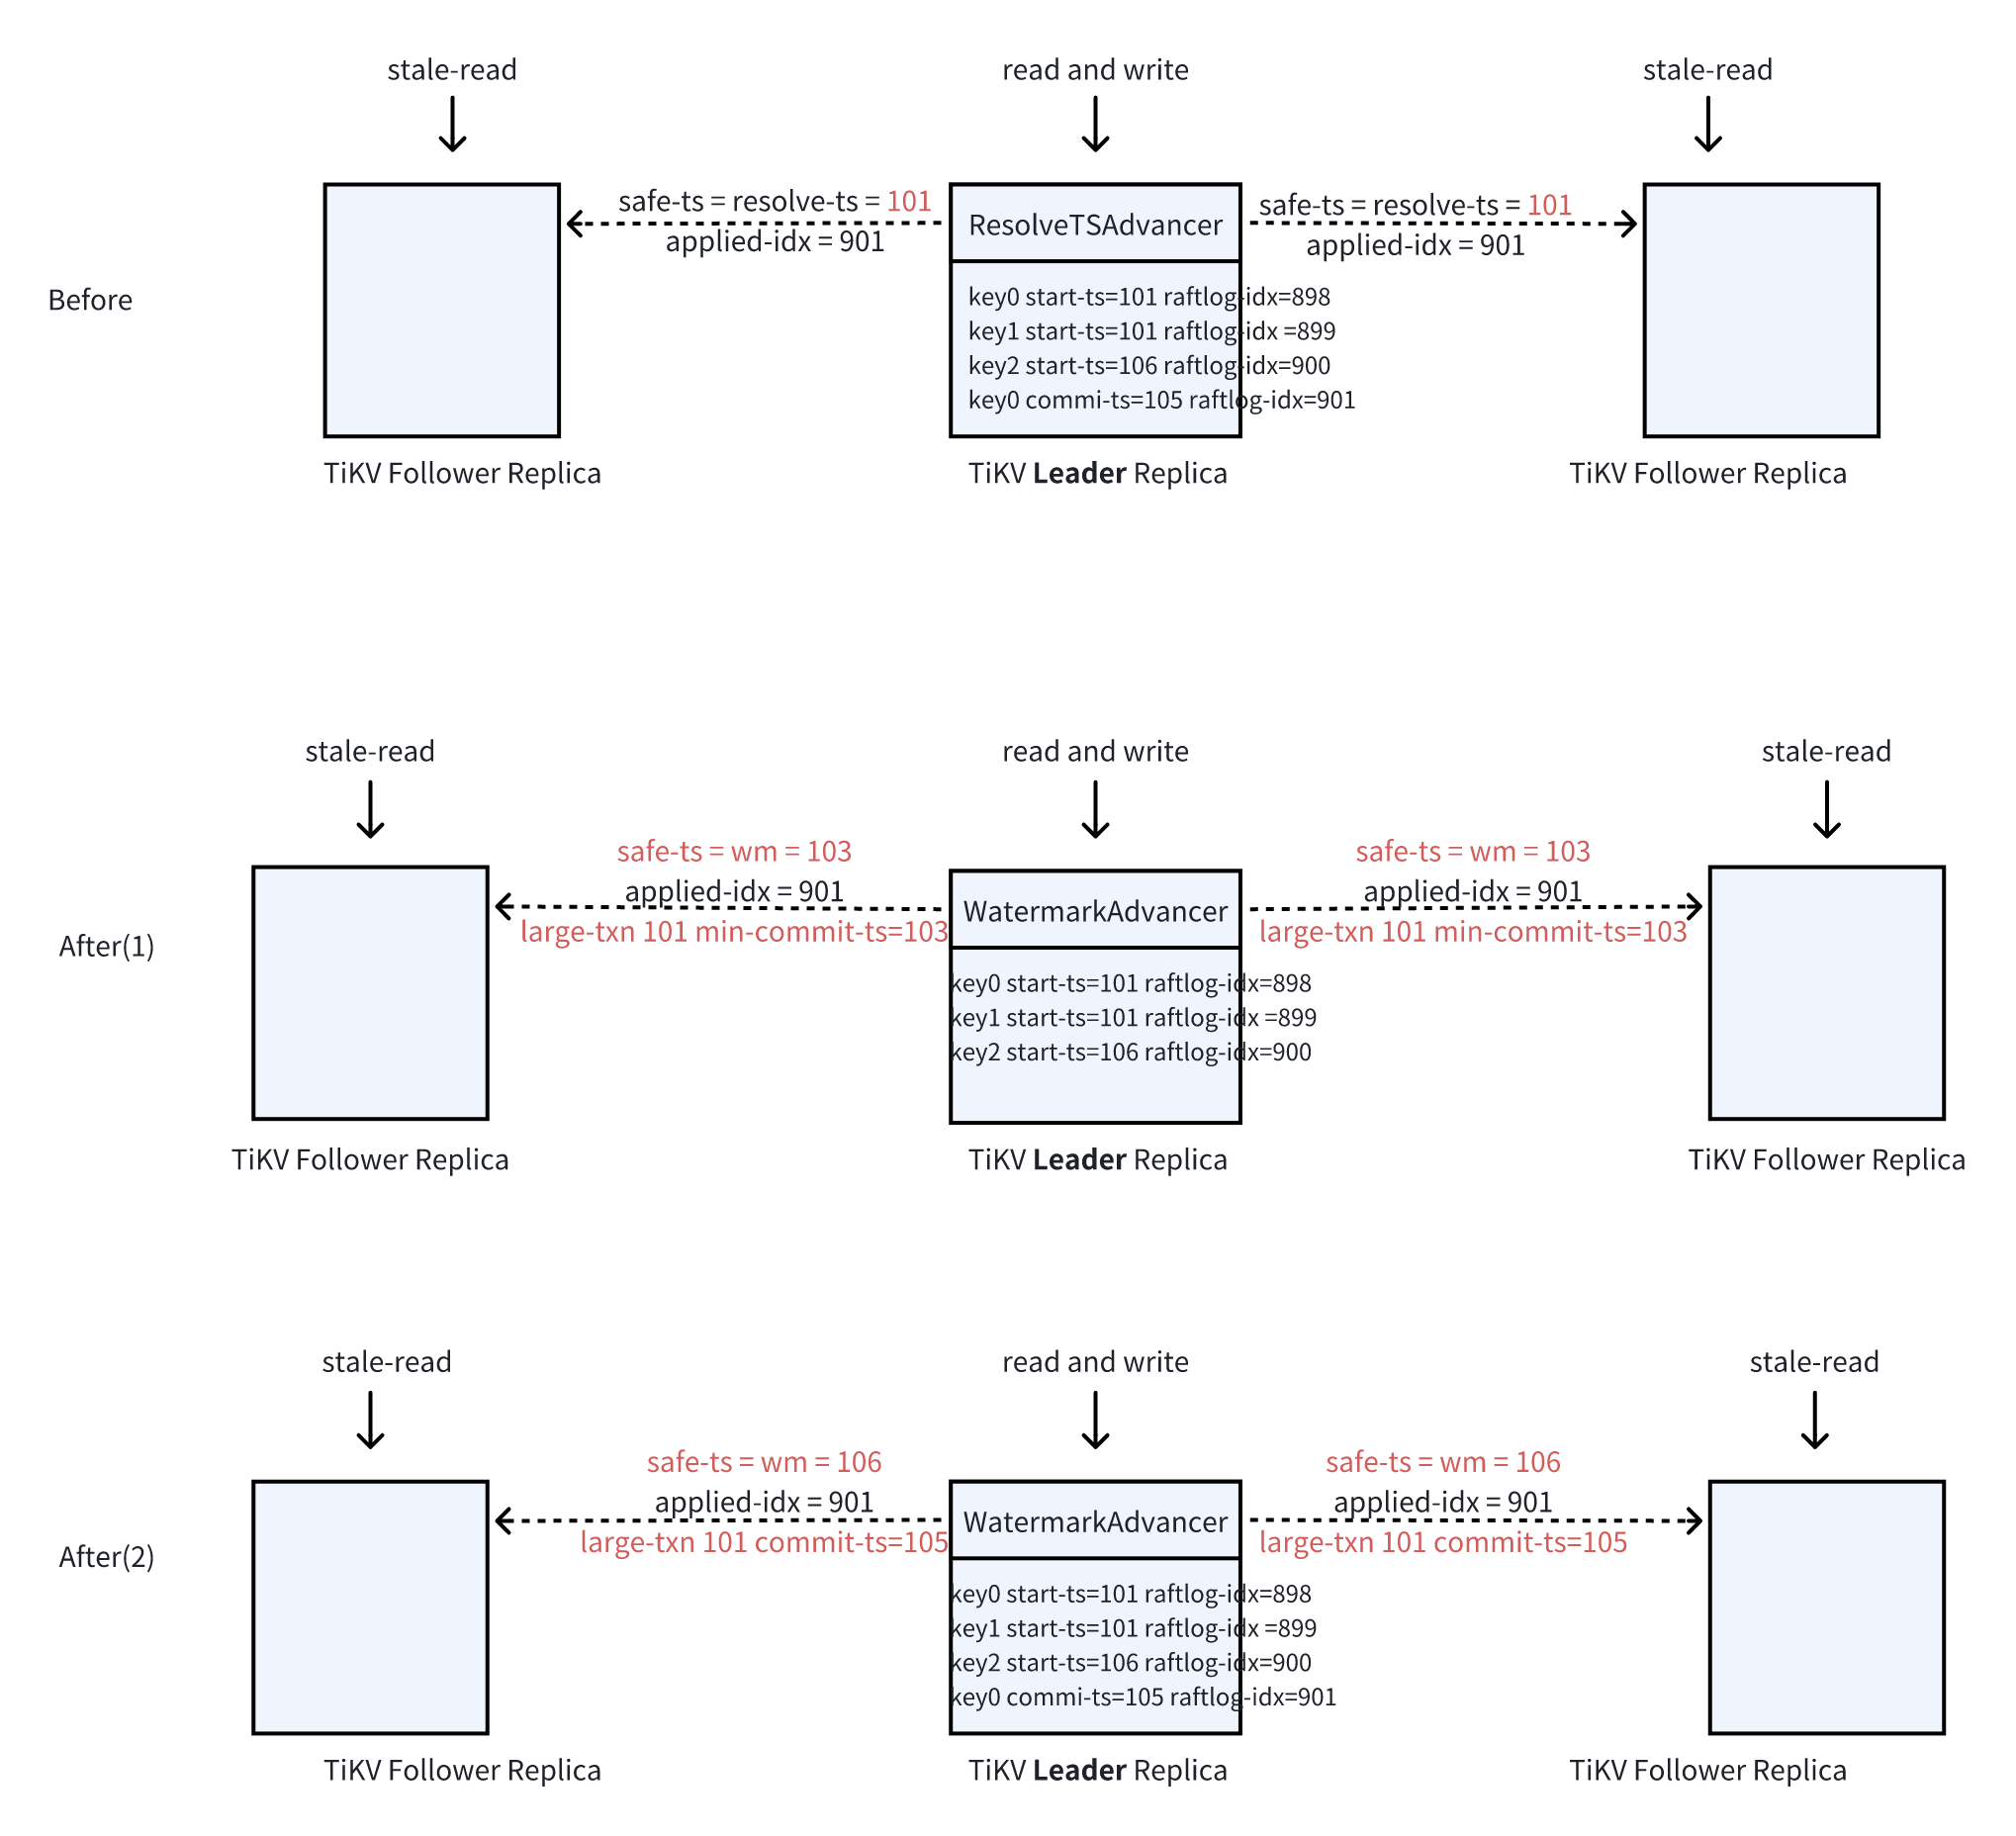 stale-read
read and write
stale-read
safe-ts = resolve-ts = 101
applied-idx = 901
ResolveTSAdvancer
safe-ts = resolve-ts = 101
applied-idx = 901
Before
key0 start-ts=101 raftlog-idx=898
key1 start-ts=101 raftlog-idx =899
key2 start-ts=106 raftlog-idx=900
key0 commi-ts=105 raftlog-idx=901
TiKV Follower Replica
TiKV Leader Replica
TiKV Follower Replica
stale-read
read and write
stale-read
safe-ts = wm = 103
applied-idx = 901
large-txn 101 min-commit-ts=103
WatermarkAdvancer
safe-ts = wm = 103
applied-idx = 901
large-txn 101 min-commit-ts=103
After(1)
key0 start-ts=101 raftlog-idx=898
key1 start-ts=101 raftlog-idx =899
key2 start-ts=106 raftlog-idx=900
TiKV Follower Replica
TiKV Leader Replica
TiKV Follower Replica
stale-read
read and write
stale-read
safe-ts = wm = 106
applied-idx = 901
large-txn 101 commit-ts=105
WatermarkAdvancer
safe-ts = wm = 106
applied-idx = 901
large-txn 101 commit-ts=105
After(2)
key0 start-ts=101 raftlog-idx=898
key1 start-ts=101 raftlog-idx =899
key2 start-ts=106 raftlog-idx=900
key0 commi-ts=105 raftlog-idx=901
TiKV Follower Replica
TiKV Leader Replica
TiKV Follower Replica